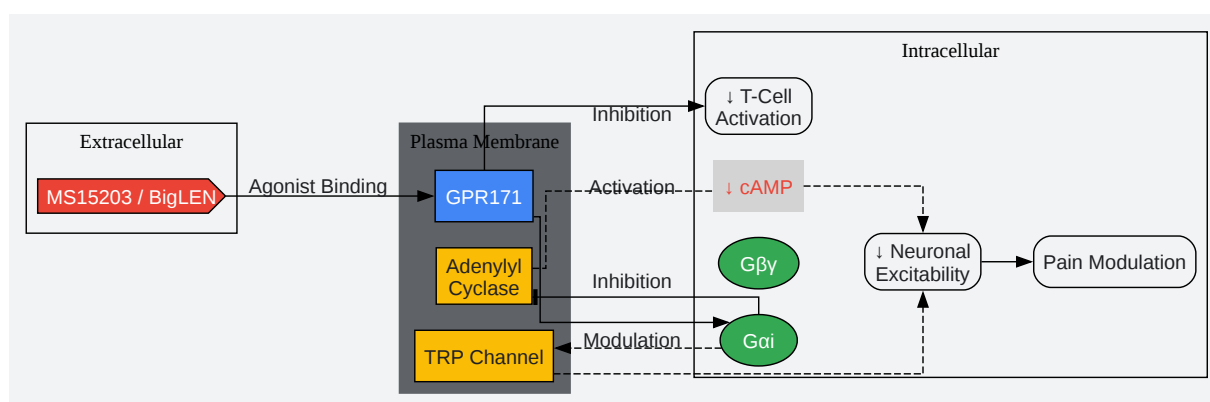 Intracellular
↓ T-Cell
Activation
Inhibition
Extracellular
Plasma Membrane
MS15203 / BigLEN
Agonist Binding
GPR171
Activation
↓ cAMP
Adenylyl
Cyclase
Gβγ
↓ Neuronal
Excitability
Pain Modulation
Inhibition
Modulation
Gαi
TRP Channel